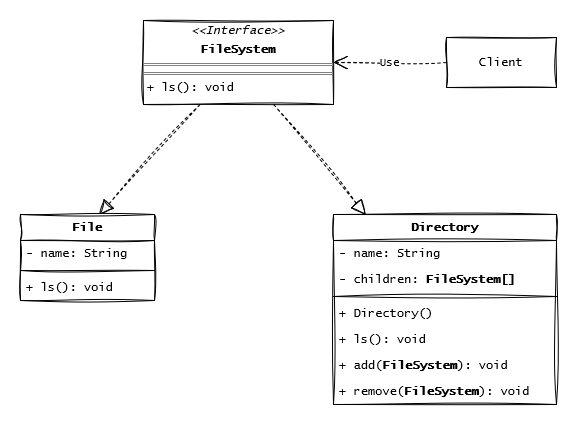 <<Interface>>
FileSystem
+ ls(): void
Use
Client
File
- name: String
+ ls(): void
Directory
- name: String
- children: FileSystem[]
+ Directory()
+ ls(): void
+ add(FileSystem): void
+ remove(FileSystem): void